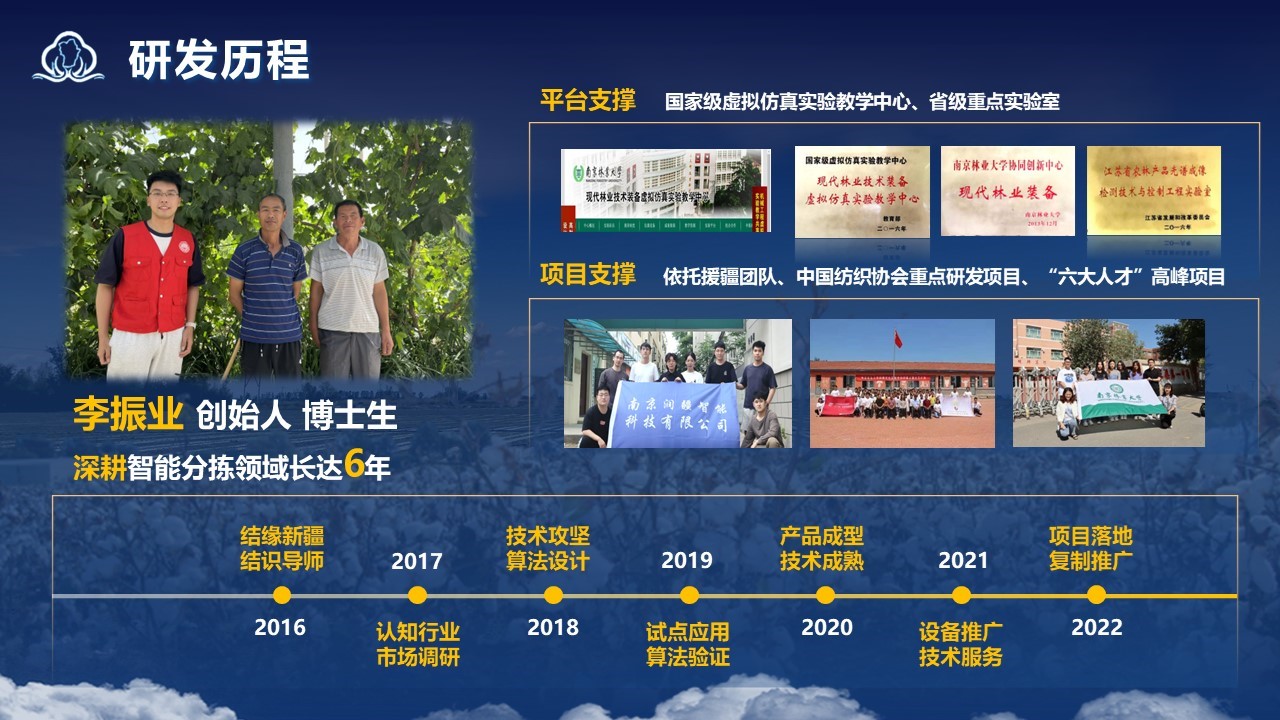 研发历程
平台支撑 国家级虚拟仿真实验教学中心、省级重点实验室
南京林业大学
现代林业技术装备虚拟仿真实验教学中心
国家级虚拟仿真实验教学中心
现代林业技术装备
虚拟仿真实验教学中心
教育部
二〇一六年
南京林业大学协同创新中心
现代林业装备
南京林业大学
2013年12月
江苏省农林产品光谱成像
检测技术与控制工程实验室
江苏省发展和改革委员会
二〇一六年
项目支撑 依托援疆团队、中国纺织协会重点研发项目、“六大人才”高峰项目
南京润疆智能
科技有限公司
南京林业大学
李振业 创始人 博士生
深耕智能分拣领域长达6年
结缘新疆
结识导师
2016
2017
认知行业
市场调研
技术攻坚
算法设计
2018
2019
试点应用
算法验证
产品成型
技术成熟
2020
2021
设备推广
技术服务
项目落地
复制推广
2022